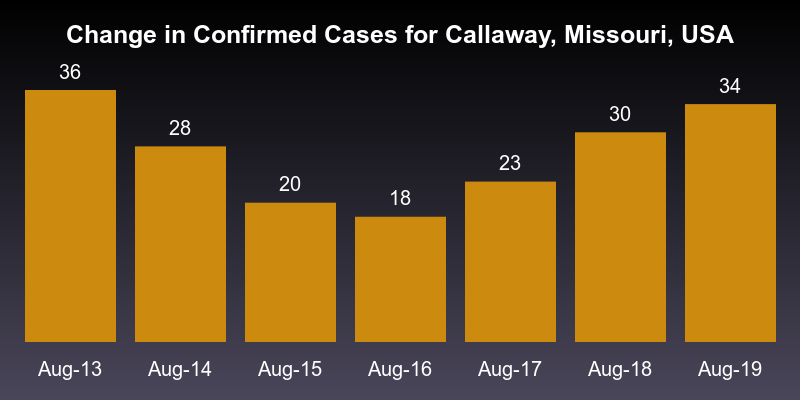 Change in Confirmed Cases for Callaway, Missouri, USA
36
28
20
18
23
30
34
Aug-13
Aug-14
Aug-15
Aug-16
Aug-17
Aug-18
Aug-19